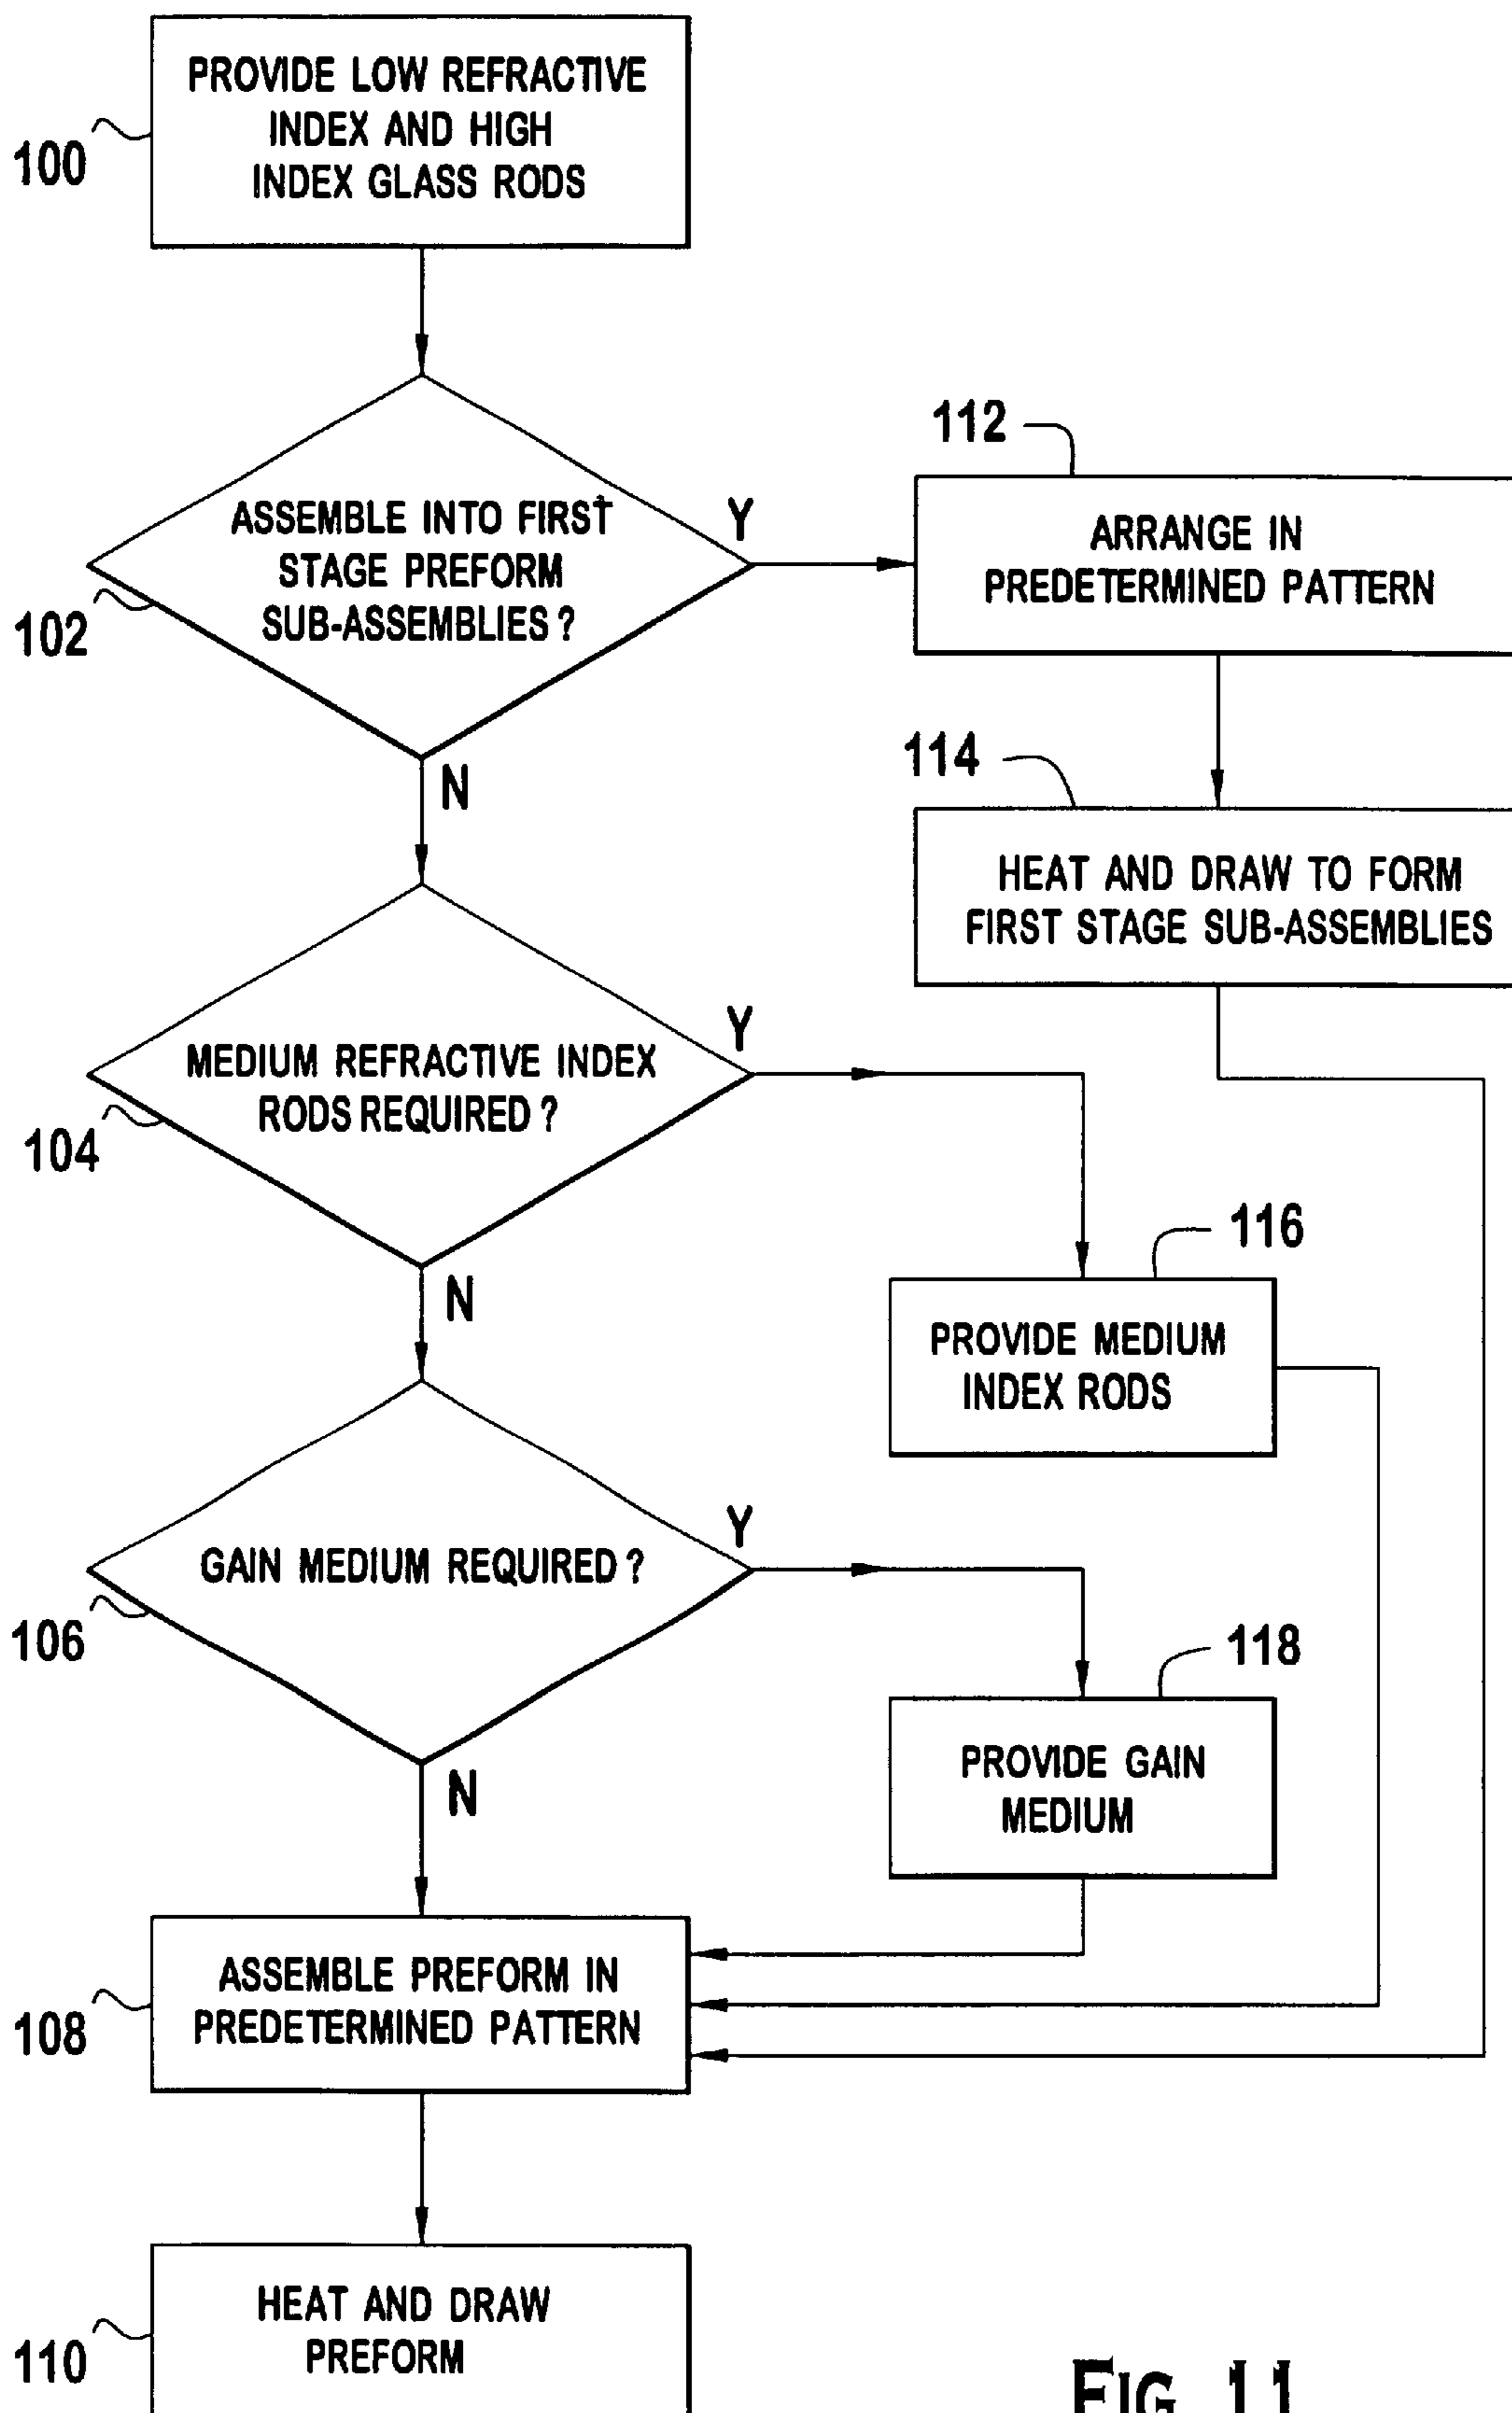 PROVIDE LOW REFRACTIVE
INDEX AND HIGH
INDEX GLASS RODS
100
112
ASSEMBLE INTO FIRST
STAGE PREFORM
SUB-ASSEMBLIES ?
Y
ARRANGE IN
PREDETERMINED PATTERN
102
N
114
HEAT AND DRAW TO FORM
FIRST STAGE SUB-ASSEMBLIES
MEDIUM REFRACTIVE INDEX
RODS REQUIRED ?
Y
104
N
116
PROVIDE MEDIUM
INDEX RODS
GAIN MEDIUM REQUIRED ?
Y
106
N
118
PROVIDE GAIN
MEDIUM
ASSEMBLE PREFORM IN
PREDETERMINED PATTERN
108
HEAT AND DRAW
PREFORM
110
FIG. 11